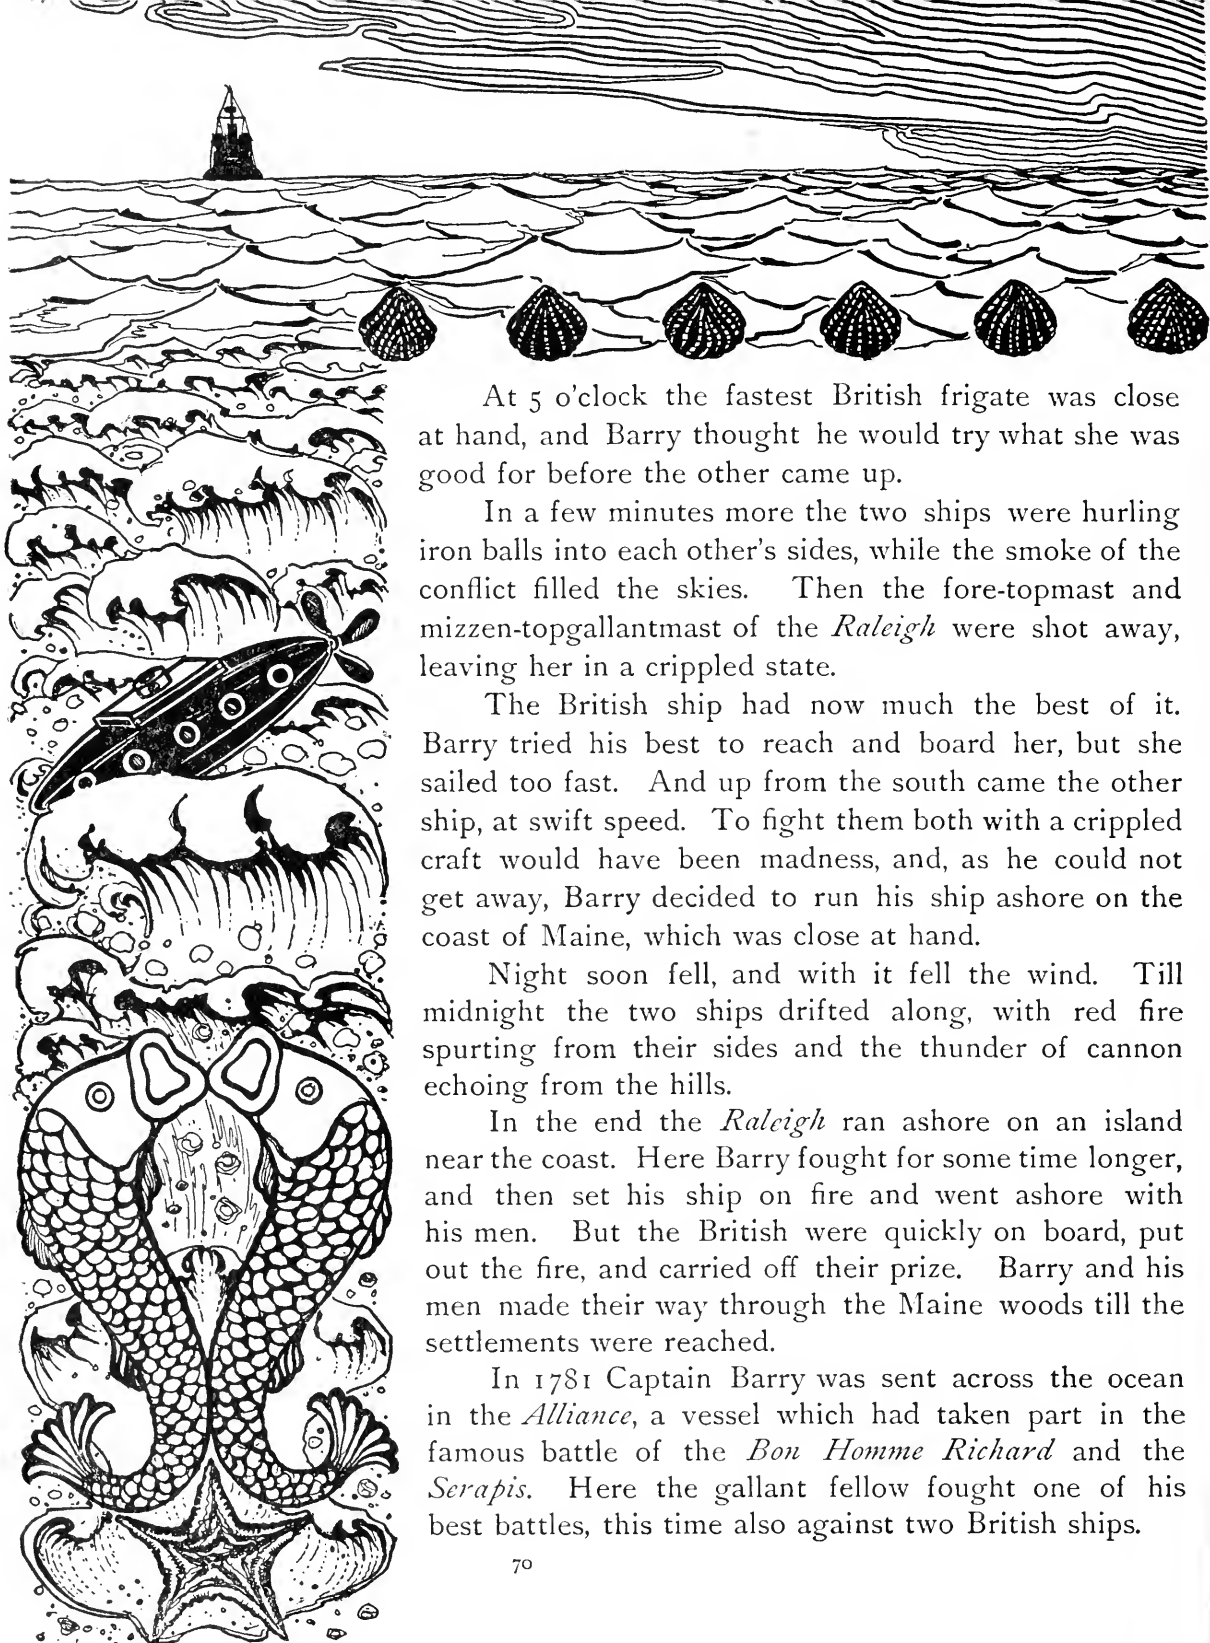 At 5 o’clock the fastest British frigate was close
at hand, and Barry thought he would try what she was
good for before the other came up.
In a few minutes more the two ships were hurling
iron balls into each other’s sides, while the smoke of the
conflict filled the skies. Then the fore-topmast and
mizzen-topgallantmast of the Raleigh were shot away,
leaving her in a crippled state.
The British ship had now much the best of it.
Barry tried his best to reach and board her, but she
sailed too fast. And up from the south came the other
ship, at swift speed. To fight them both with a crippled
craft would have been madness, and, as he could not
get away, Barry decided to run his ship ashore on the
coast of Maine, which was close at hand.
Night soon fell, and with it fell the wind. Till
midnight the two ships drifted along, with red fire
spurting from their sides and the thunder of cannon
echoing from the hills.
In the end the Raleigh ran ashore on an island
near the coast. Here Barry fought for some time longer,
and then set his ship on fire and went ashore with
his men. But the British were quickly on board, put
out the fire, and carried off their prize. Barry and his
men made their way through the Maine woods till the
settlements were reached.
In 1781 Captain Barry was sent across the ocean
in the Alliance, a vessel which had taken part in the
famous battle of the Bon Homme Richard and the
Serapis. Here the gallant fellow fought one of his
best battles, this time also against two British ships.
70